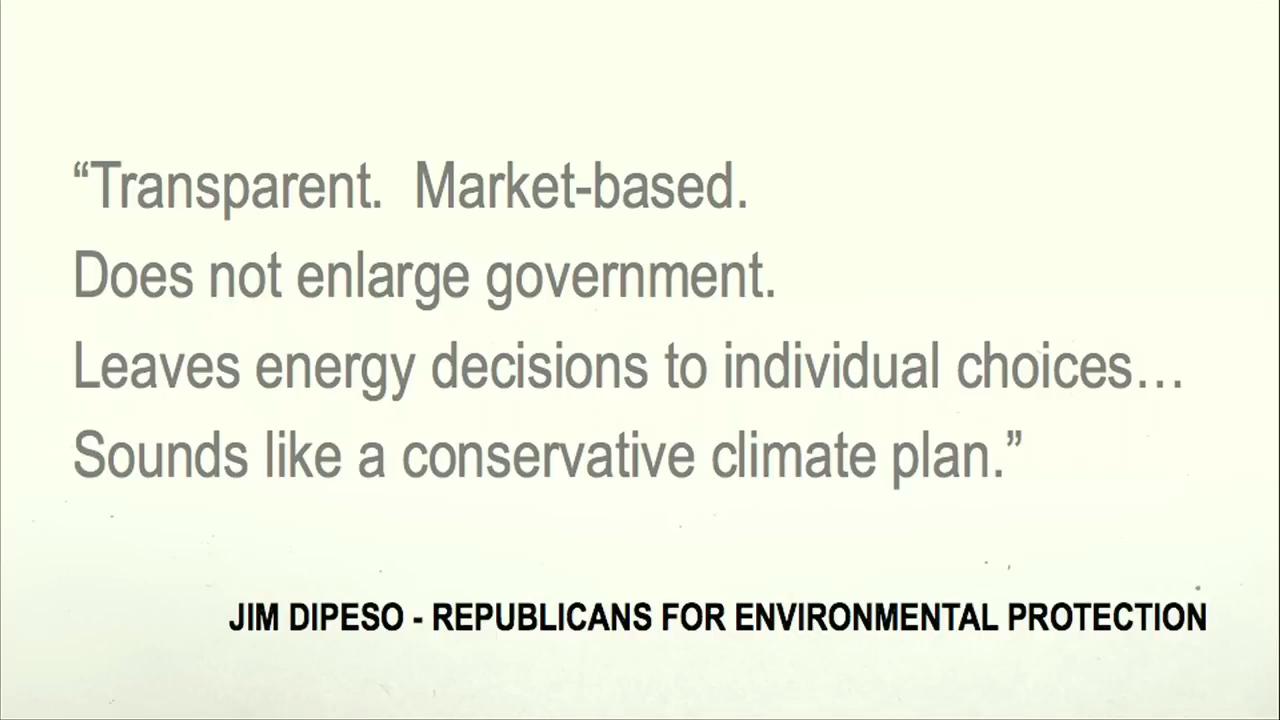 “Transparent.  Market-based.
Does not enlarge government.
Leaves energy decisions to individual choices…
Sounds like a conservative climate plan.”
JIM DIPESO - REPUBLICANS FOR ENVIRONMENTAL PROTECTION